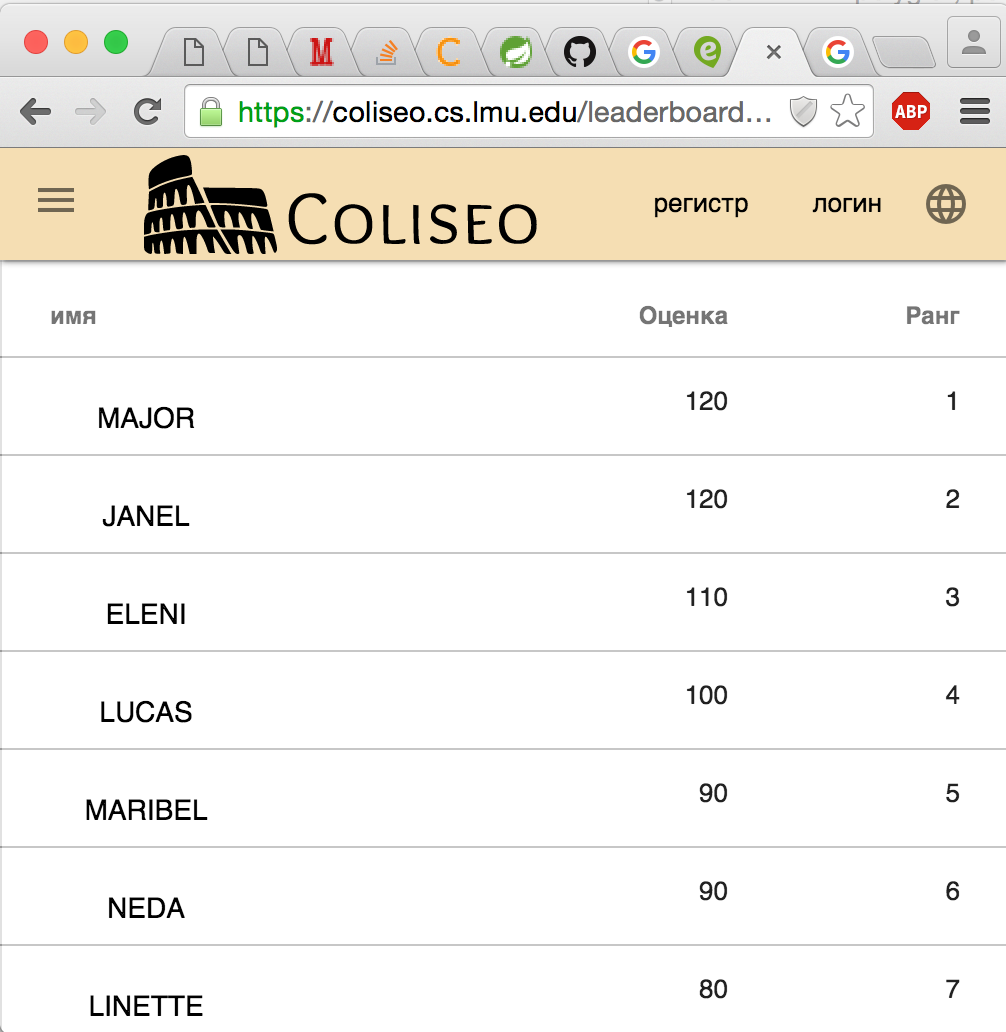 https://coliseo.cs.lmu.edu/leaderboard...
ABP
COLISEO
регистр
логин
имя Оценка Ранг
MAJOR 120 1
JANEL 120 2
ELENI 110 3
LUCAS 100 4
MARIBEL 90 5
NEDA 90 6
LINETTE 80 7